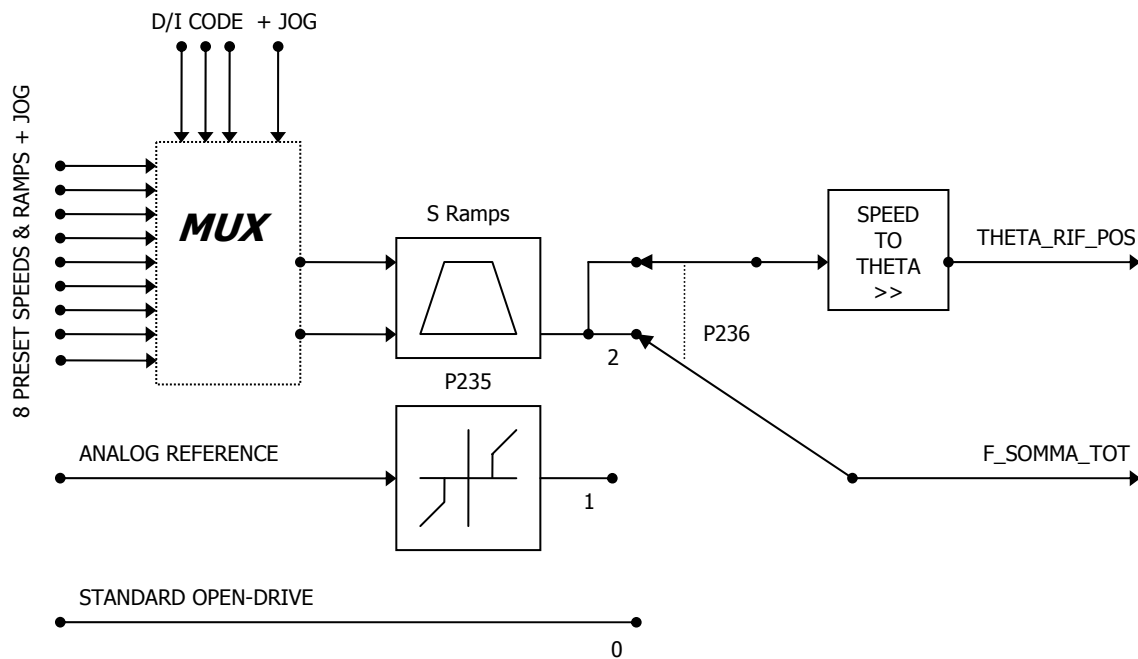 D/I CODE + JOG
8 PRESET SPEEDS & RAMPS + JOG
MUX
S Ramps
SPEED
TO
THETA
>>
THETA_RIF_POS
P236
2
P235
ANALOG REFERENCE
F_SOMMA_TOT
1
STANDARD OPEN-DRIVE
0